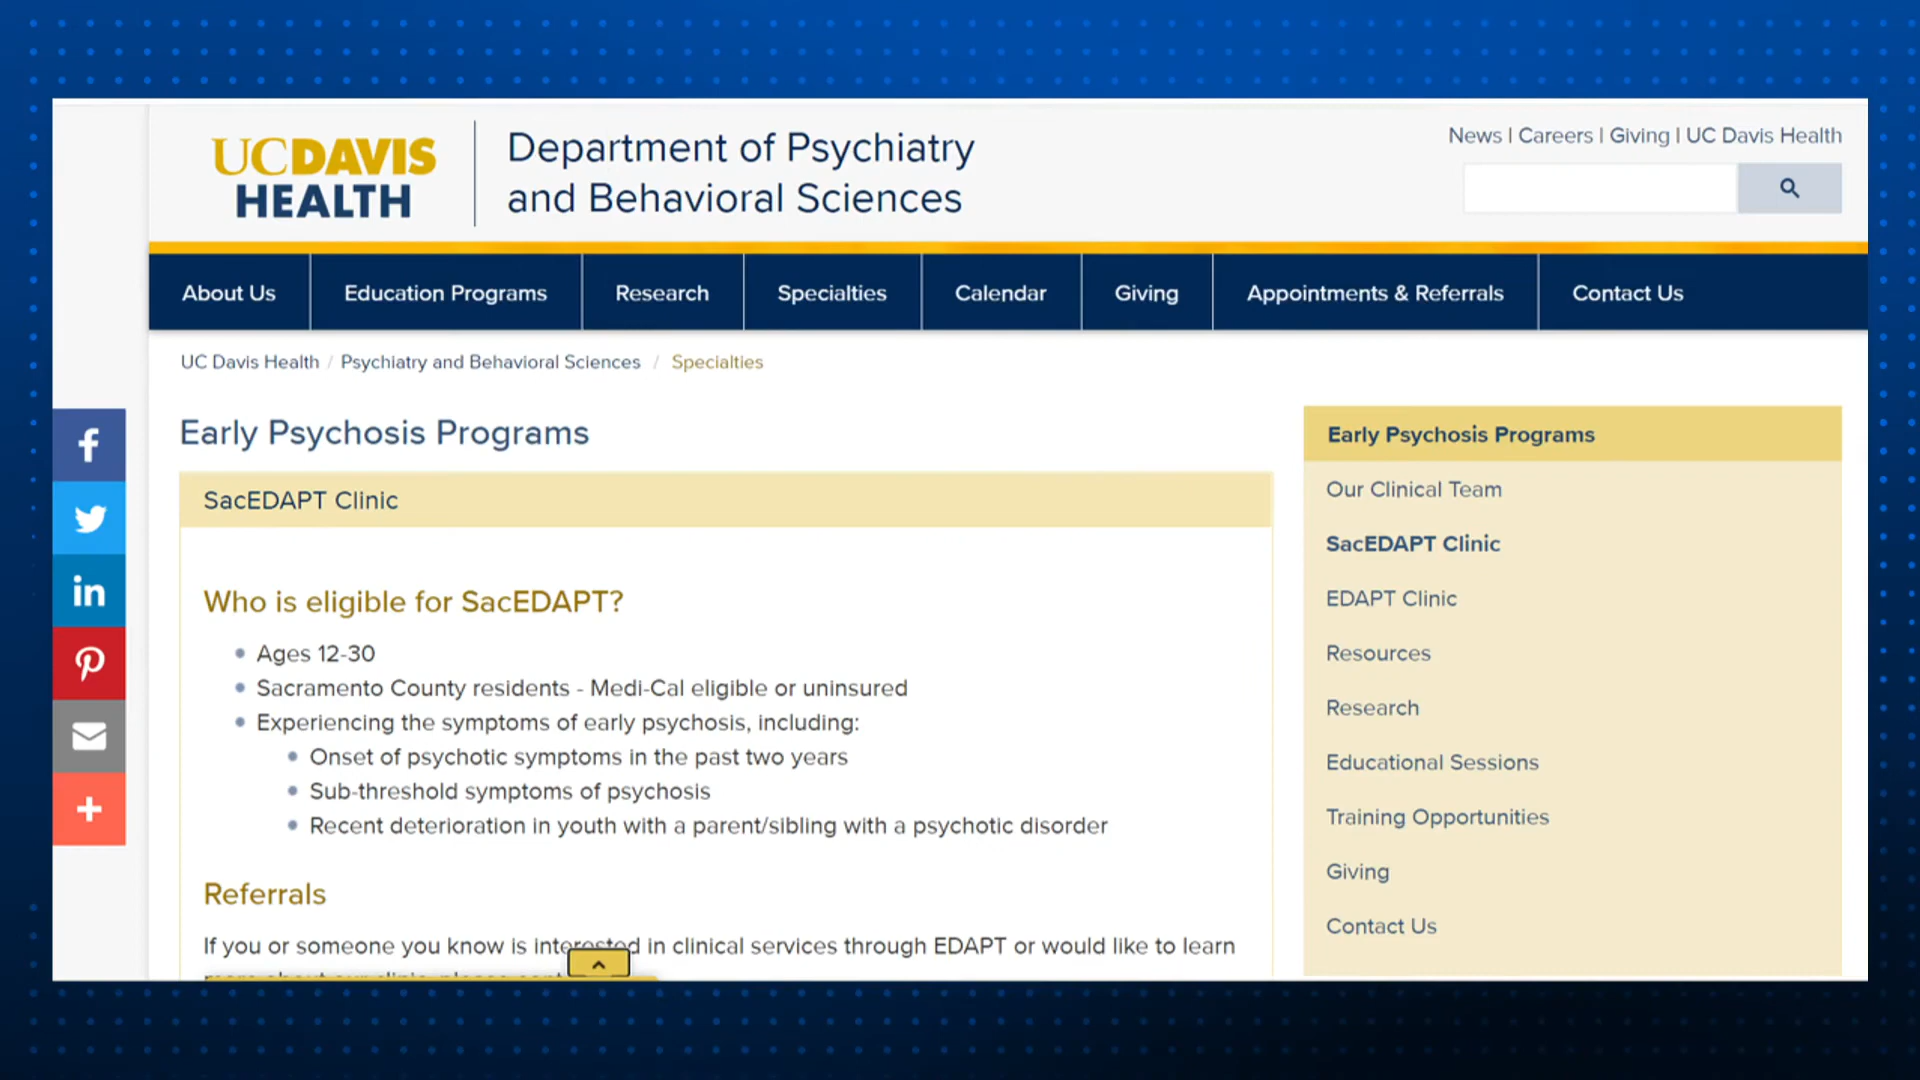 UCDAVIS
HEALTH
Department of Psychiatry
and Behavioral Sciences
News | Careers | Giving | UC Davis Health
About Us
Education Programs
Research
Specialties
Calendar
Giving
Appointments & Referrals
Contact Us
UC Davis Health / Psychiatry and Behavioral Sciences / Specialties
Early Psychosis Programs
SacEDAPT Clinic
Who is eligible for SacEDAPT?
Ages 12-30
Sacramento County residents - Medi-Cal eligible or uninsured
Experiencing the symptoms of early psychosis, including:
Onset of psychotic symptoms in the past two years
Sub-threshold symptoms of psychosis
Recent deterioration in youth with a parent/sibling with a psychotic disorder
Referrals
If you or someone you know is interested in clinical services through EDAPT or would like to learn
Early Psychosis Programs
Our Clinical Team
SacEDAPT Clinic
EDAPT Clinic
Resources
Research
Educational Sessions
Training Opportunities
Giving
Contact Us